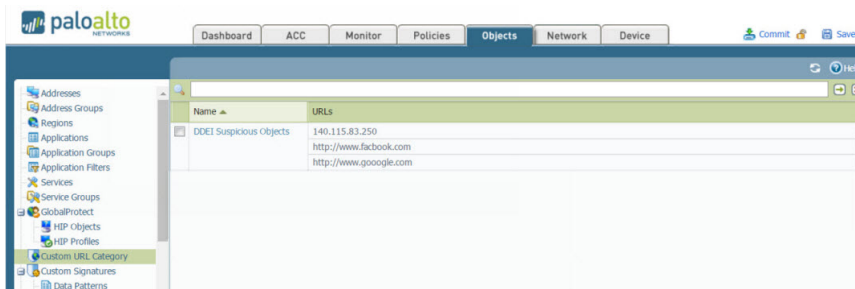 paloalto
NETWORKS
Dashboard ACC Monitor Policies Objects Network Device Commit Save
Help
Addresses
Address Groups
Regions
Applications
Application Groups
Application Filters
Services
Service Groups
GlobalProtect
HIP Objects
HIP Profiles
Custom URL Category
Custom Signatures
Data Patterns
Name URLs
DDEI Suspicious Objects 140.115.83.250
http://www.facbook.com
http://www.gooogle.com